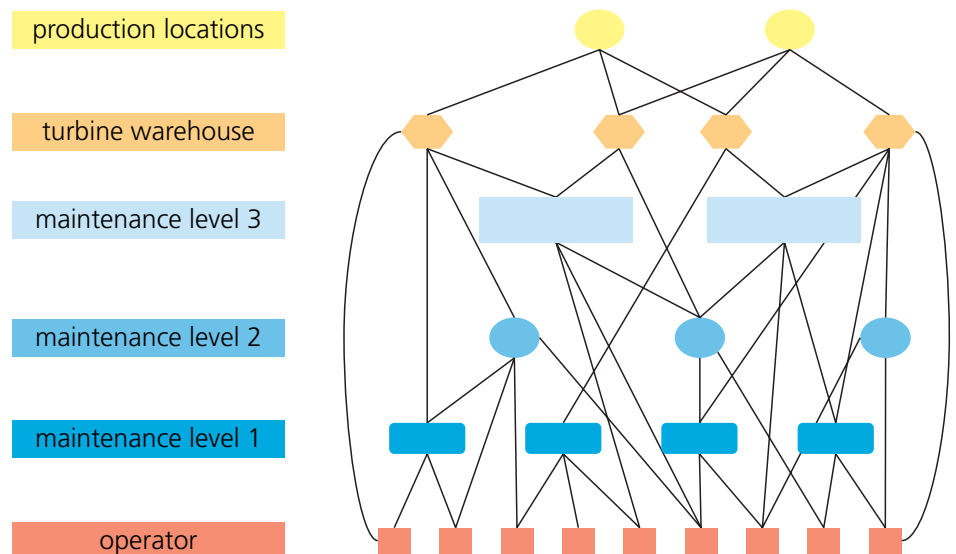 production locations
turbine warehouse
maintenance level 3
maintenance level 2
maintenance level 1
operator